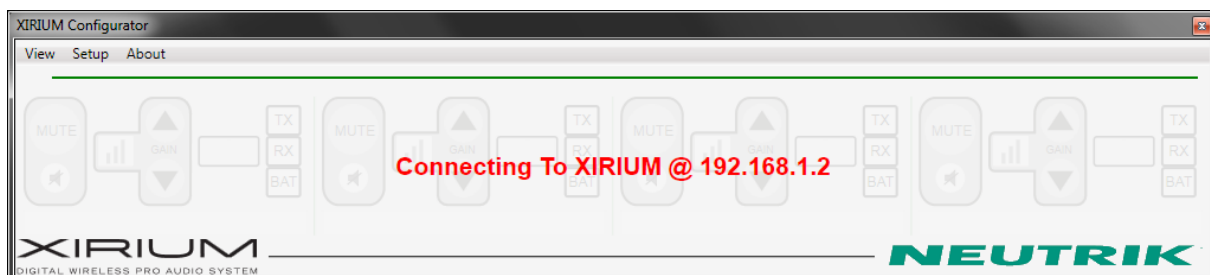 XIRIUM Configurator
View Setup About
MUTE GAIN TX RX BAT
MUTE GAIN TX RX BAT
MUTE GAIN TX RX BAT
MUTE GAIN TX RX BAT
Connecting To XIRIUM @ 192.168.1.2
XIRIUM
DIGITAL WIRELESS PRO AUDIO SYSTEM
NEUTRIK